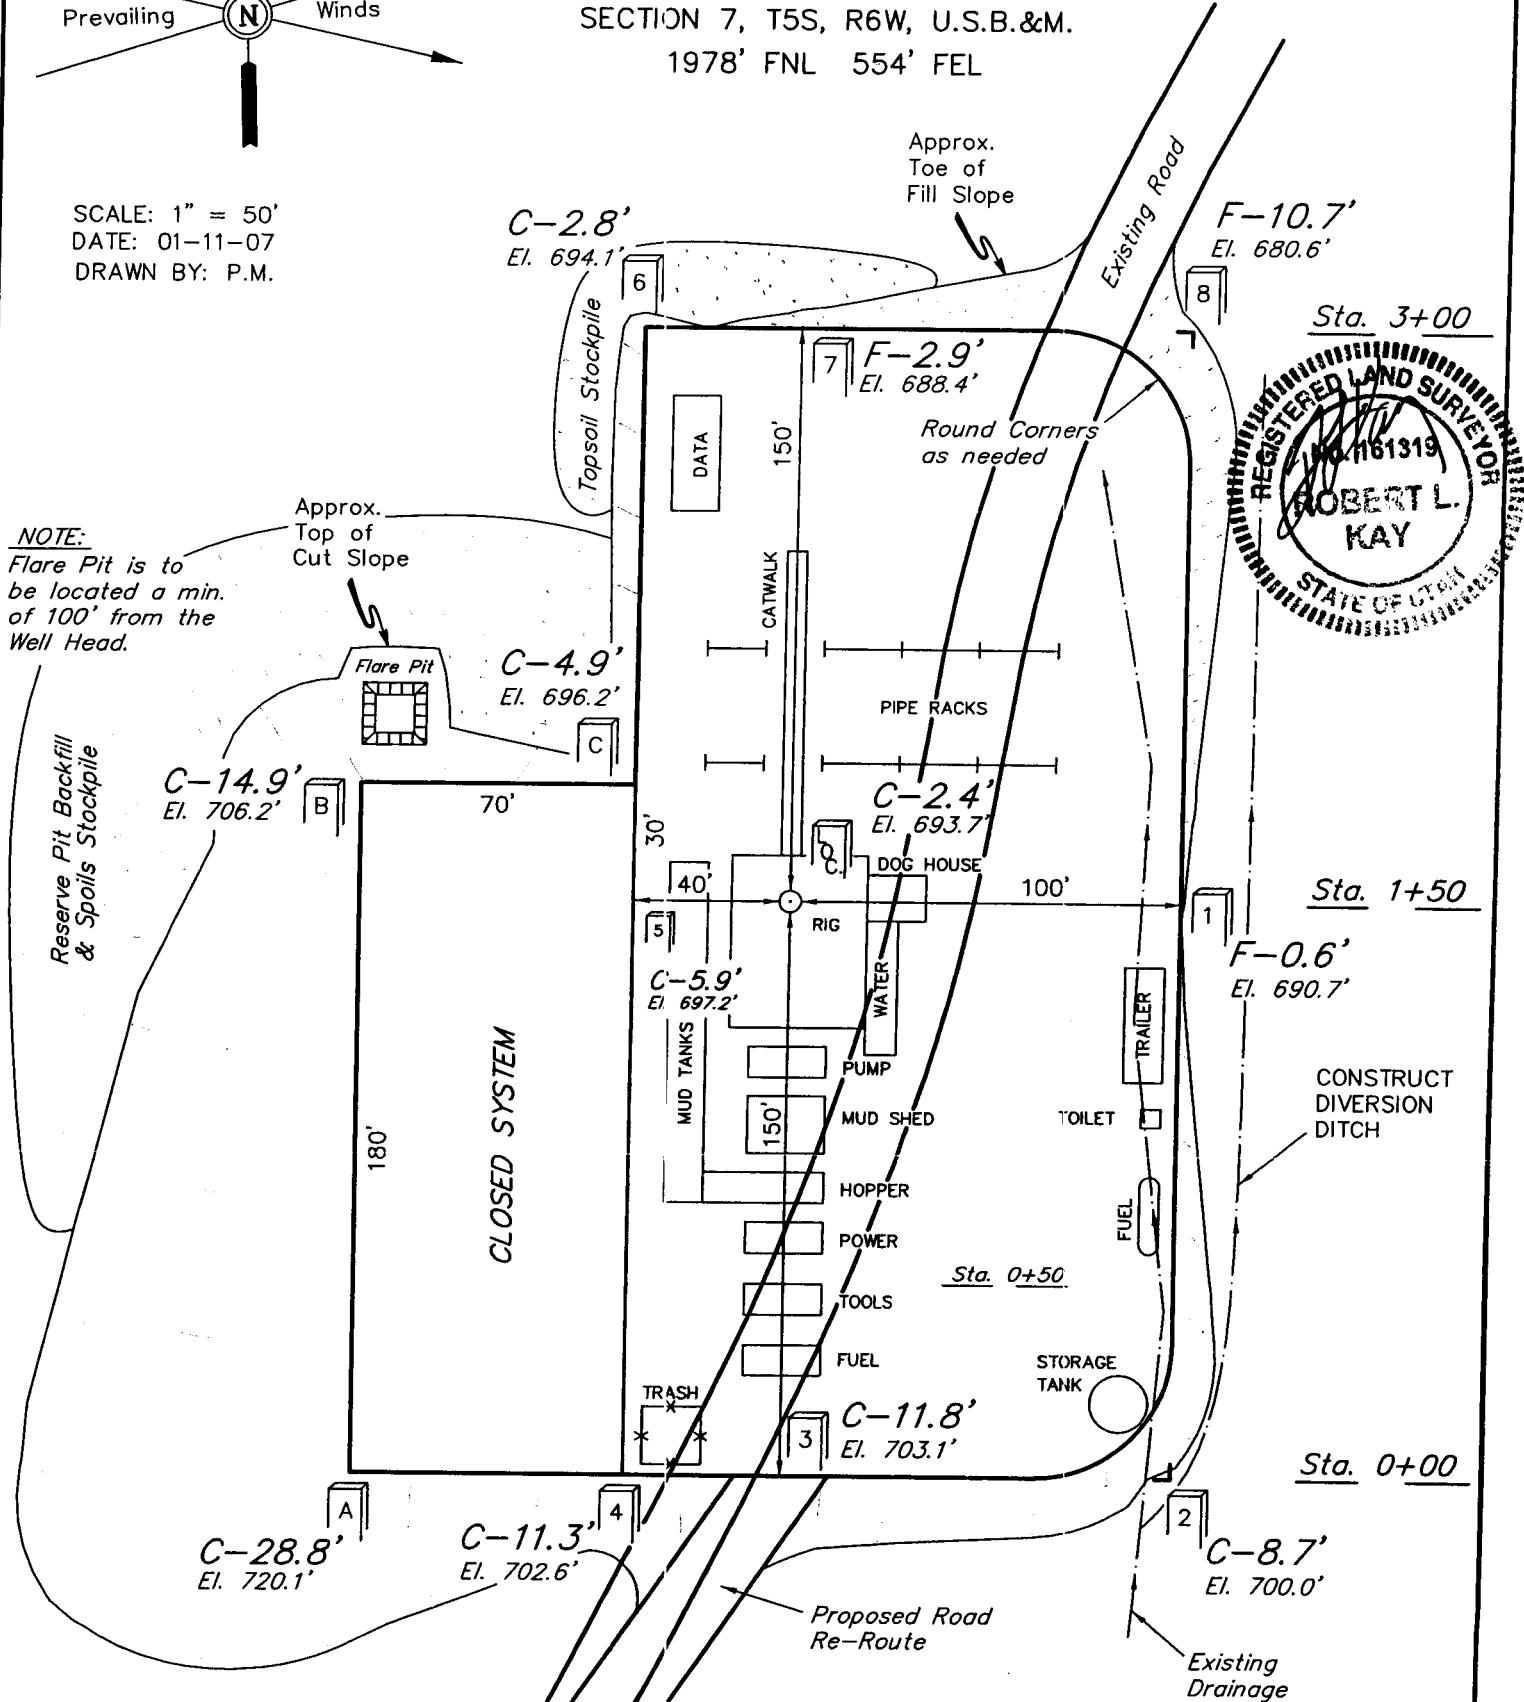 Prevailing
N
Winds
SECTION 7, T5S, R6W, U.S.B.&M.
1978' FNL 554' FEL
SCALE: 1" = 50'
DATE: 01-11-07
DRAWN BY: P.M.
Approx.
Toe of
Fill Slope
Existing Road
C-2.8'
El. 694.1'
6
F-10.7'
El. 680.6'
8
Sta. 3+00
Topsoil Stockpile
7
F-2.9'
El. 688.4'
DATA
150'
Round Corners
as needed
REGISTERED LAND SURVEYOR
No. 161319
ROBERT L.
KAY
STATE OF UTAH
NOTE:
Flare Pit is to
be located a min.
of 100' from the
Well Head.
Approx.
Top of
Cut Slope
CATWALK
Flare Pit
C-4.9'
El. 696.2'
C
PIPE RACKS
Reserve Pit Backfill
& Spoils Stockpile
C-14.9'
El. 706.2'
B
70'
30'
C-2.4'
El. 693.7'
LOC.
DOG HOUSE
40'
100'
Sta. 1+50
5
RIG
1
C-5.9'
El. 697.2'
F-0.6'
El. 690.7'
WATER
TRAILER
MUD TANKS
PUMP
CONSTRUCT
DIVERSION
DITCH
CLOSED SYSTEM
180'
150'
MUD SHED
TOILET
HOPPER
FUEL
POWER
Sta. 0+50
TOOLS
FUEL
STORAGE
TANK
TRASH
3
C-11.8'
El. 703.1'
Sta. 0+00
A
4
2
C-28.8'
El. 720.1'
C-11.3'
El. 702.6'
C-8.7'
El. 700.0'
Proposed Road
Re-Route
Existing
Drainage